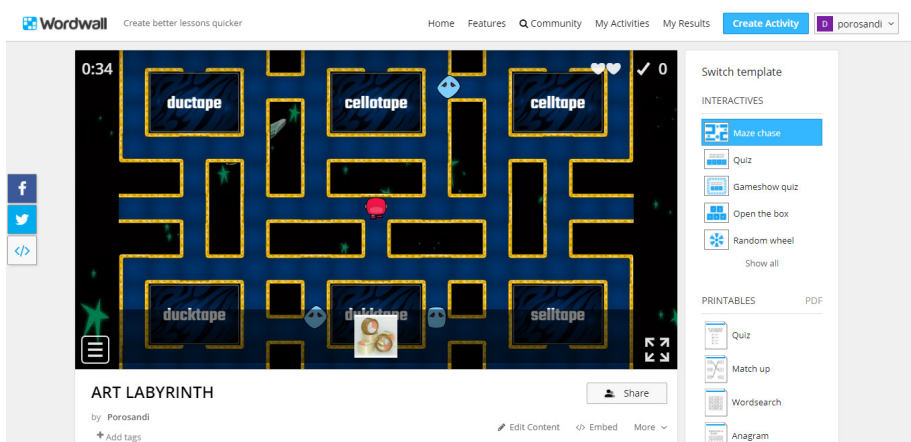 Wordwall Create better lessons quicker Home Features Community My Activities My Results Create Activity D porosandi
0:34 0
ductape cellotape celltape
ducktape dukktape selltape
ART LABYRINTH
by Porosandi
+ Add tags
Share
Edit Content </> Embed More
f
</>
Switch template
INTERACTIVES
Maze chase
Quiz
Gameshow quiz
Open the box
Random wheel
Show all
PRINTABLES PDF
Quiz
Match up
Wordsearch
Anagram